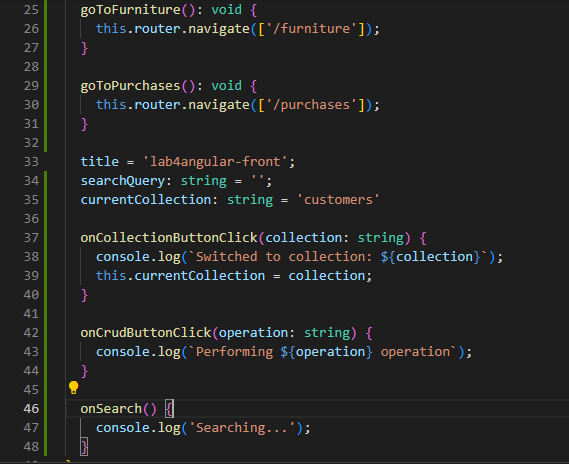 25 goToFurniture(): void {
26 this.router.navigate(['/furniture']);
27 }
28
29 goToPurchases(): void {
30 this.router.navigate(['/purchases']);
31 }
32
33 title = 'lab4angular-front';
34 searchQuery: string = '';
35 currentCollection: string = 'customers'
36
37 onCollectionButtonClick(collection: string) {
38 console.log(`Switched to collection: ${collection}`);
39 this.currentCollection = collection;
40 }
41
42 onCrudButtonClick(operation: string) {
43 console.log(`Performing ${operation} operation`);
44 }
45
46 onSearch() {
47 console.log('Searching...');
48 }